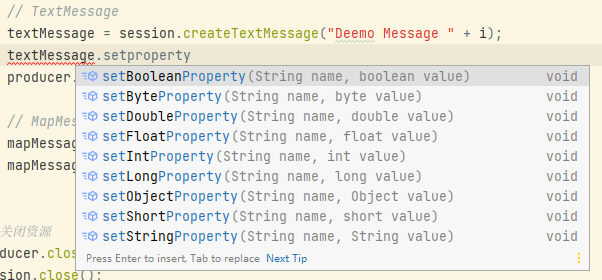 // TextMessage
textMessage = session.createTextMessage("Deemo Message " + i);
textMessage.setproperty
producer.
setBooleanProperty(String name, boolean value) void
setByteProperty(String name, byte value) void
setDoubleProperty(String name, double value) void
// MapMes
setFloatProperty(String name, float value) void
mapMessag
setIntProperty(String name, int value) void
mapMessag
setLongProperty(String name, long value) void
setObjectProperty(String name, Object value) void
setShortProperty(String name, short value) void
关闭资源
setStringProperty(String name, String value) void
ducer.clos
Press Enter to insert, Tab to replace Next Tip
sion.close();